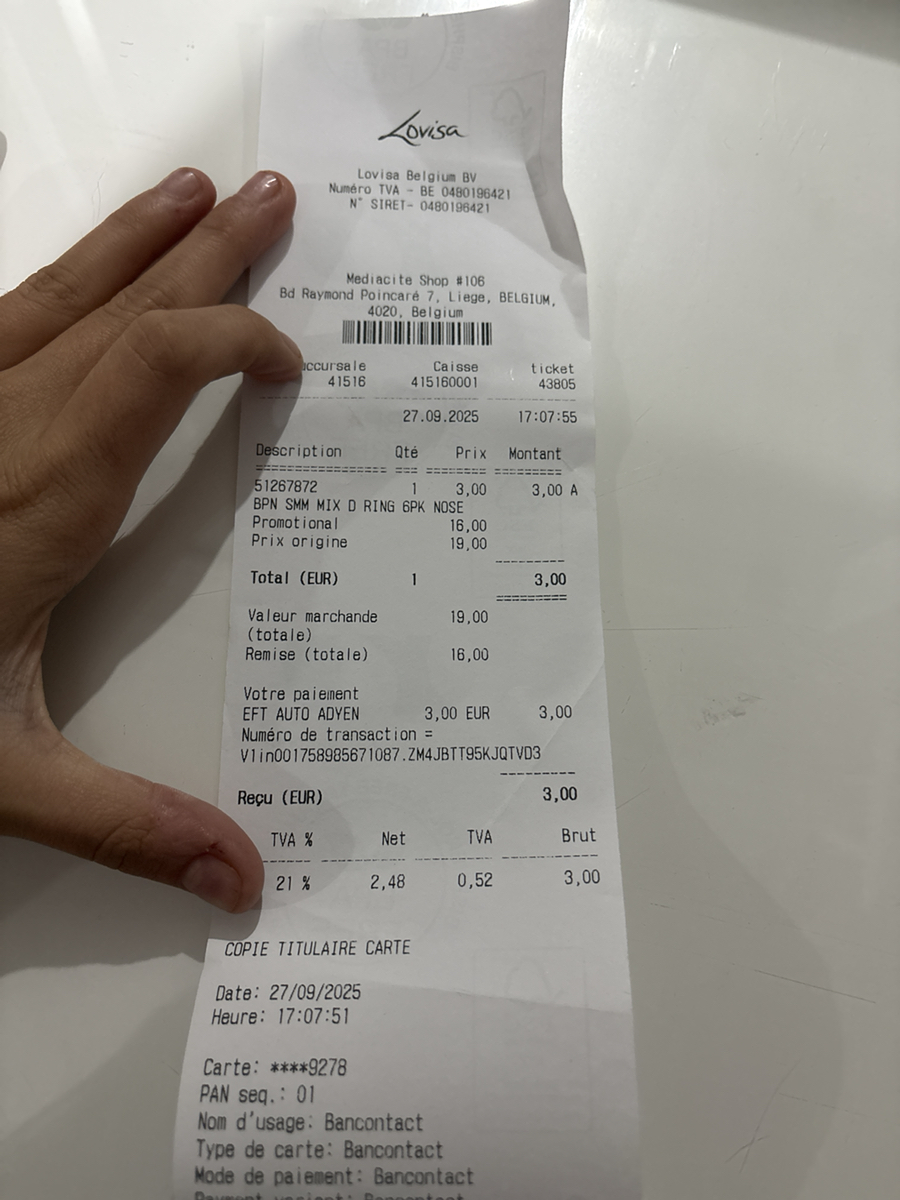 Lovisa
Lovisa Belgium BV
Numéro TVA - BE 0480196421
N° SIRET- 0480196421
Mediacite Shop #106
Bd Raymond Poincaré 7, Liege, BELGIUM,
4020, Belgium
uccursale Caisse ticket
41516 415160001 43805
27.09.2025 17:07:55
Description Qté Prix Montant
51267872 1 3,00 3,00 A
BPN SMM MIX D RING 6PK NOSE
Promotional 16,00
Prix origine 19,00
Total (EUR) 1 3,00
Valeur marchande 19,00
(totale)
Remise (totale) 16,00
Votre paiement
EFT AUTO ADYEN 3,00 EUR 3,00
Numéro de transaction =
V1in001758985671087.ZM4JBTT95KJQTVD3
Reçu (EUR) 3,00
TVA % Net TVA Brut
21 % 2,48 0,52 3,00
COPIE TITULAIRE CARTE
Date: 27/09/2025
Heure: 17:07:51
Carte: ****9278
PAN seq.: 01
Nom d'usage: Bancontact
Type de carte: Bancontact
Mode de paiement: Bancontact
Payment variant: Bancontact